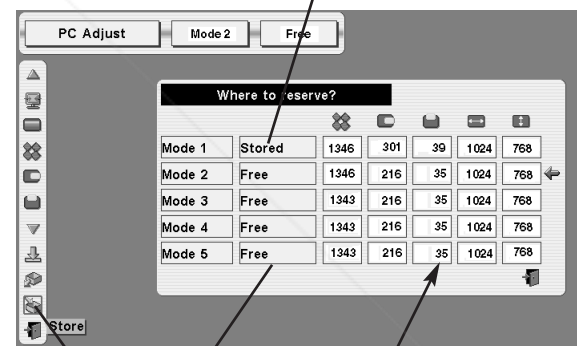 PC Adjust Mode 2 Free
Where to reserve?
Mode 1 Stored 1346 301 39 1024 768
Mode 2 Free 1346 216 35 1024 768
Mode 3 Free 1343 216 35 1024 768
Mode 4 Free 1343 216 35 1024 768
Mode 5 Free 1343 216 35 1024 768
Store